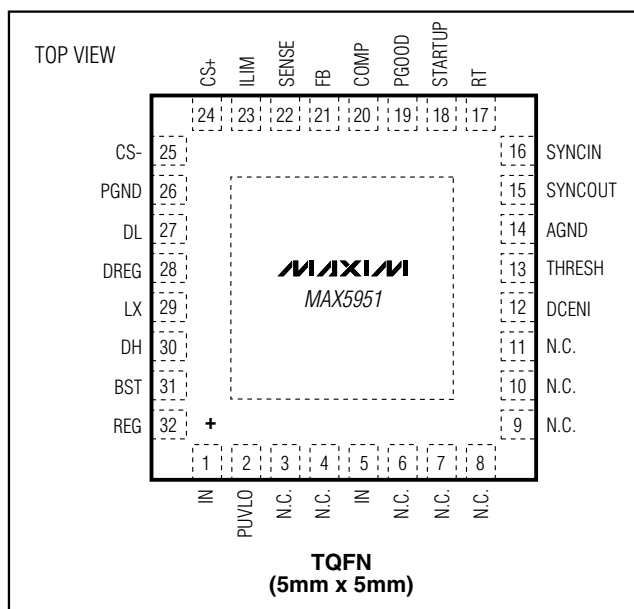 TOP VIEW
CS+
ILIM
SENSE
FB
COMP
PGOOD
STARTUP
RT
24
23
22
21
20
19
18
17
CS- 25
PGND 26
DL 27
DREG 28
LX 29
DH 30
BST 31
REG 32
16 SYNCIN
15 SYNCOUT
14 AGND
13 THRESH
12 DCENI
11 N.C.
10 N.C.
9 N.C.
MAXIM
MAX5951
+
1
2
3
4
5
6
7
8
IN
PUVLO
N.C.
N.C.
IN
N.C.
N.C.
N.C.
TQFN
(5mm x 5mm)